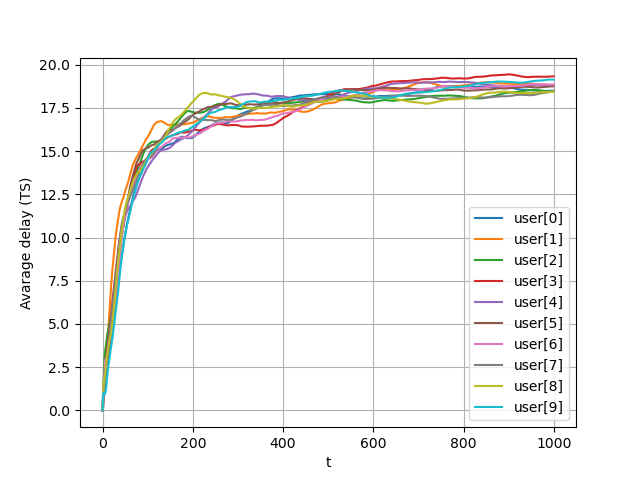 20.0
17.5
15.0
12.5
10.0
7.5
5.0
2.5
0.0
Avarage delay (TS)
0 200 400 600 800 1000
t
user[0]
user[1]
user[2]
user[3]
user[4]
user[5]
user[6]
user[7]
user[8]
user[9]